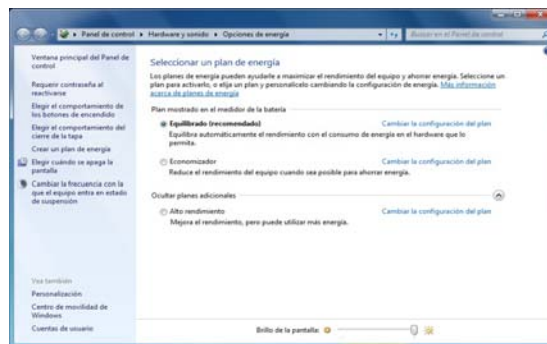 Panel de control ▸ Hardware y sonido ▸ Opciones de energía
Buscar en el Panel de control
Ventana principal del Panel de
control
Requerir contraseña al
reactivarse
Elegir el comportamiento de
los botones de encendido
Elegir el comportamiento del
cierre de la tapa
Crear un plan de energía
Elegir cuándo se apaga la
pantalla
Cambiar la frecuencia con la
que el equipo entra en estado
de suspensión
Vea también
Personalización
Centro de movilidad de
Windows
Cuentas de usuario
Seleccionar un plan de energía
Los planes de energía pueden ayudarle a maximizar el rendimiento del equipo y ahorrar energía. Seleccione un
plan para activarlo, o elija un plan y personalícelo cambiando la configuración de energía. Más información
acerca de planes de energía
Plan mostrado en el medidor de la batería
Equilibrado (recomendado) Cambiar la configuración del plan
Equilibra automáticamente el rendimiento con el consumo de energía en el hardware que lo
permita.
Economizador Cambiar la configuración del plan
Reduce el rendimiento del equipo cuando sea posible para ahorrar energía.
Ocultar planes adicionales
Alto rendimiento Cambiar la configuración del plan
Mejora el rendimiento, pero puede utilizar más energía.
Brillo de la pantalla: